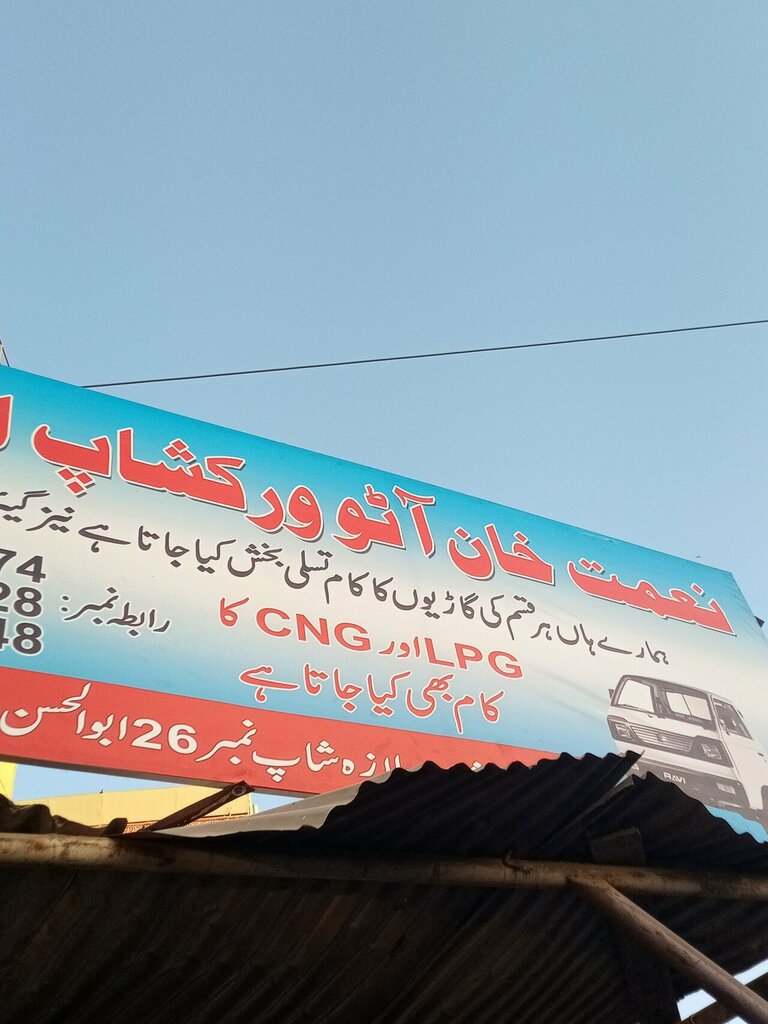 نعمت خان آٹو ورکشاپ
ہمارے ہاں ہر قسم کی گاڑیوں کا کام تسلی بخش کیا جاتا ہے نیز
LPG اور CNG کا
کام بھی کیا جاتا ہے
رابطہ نمبر:
74
28
48
لازہ شاپ نمبر 26 ابوالحسن
RAVI